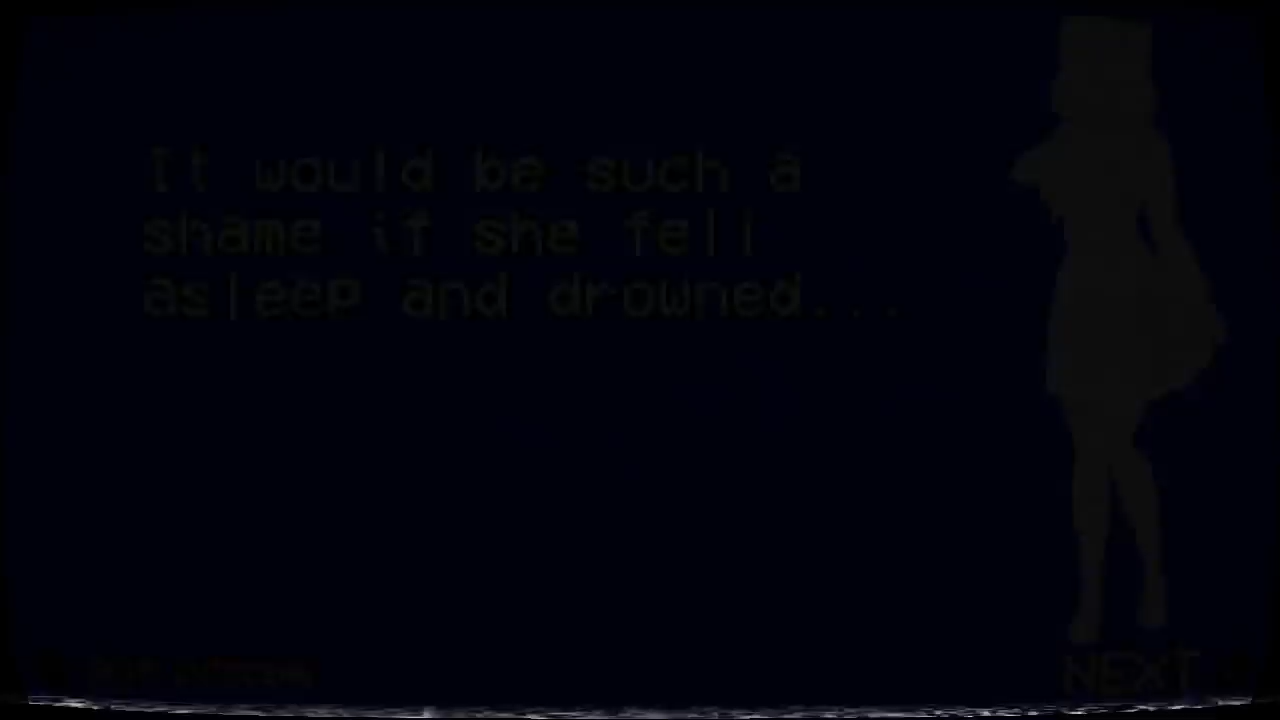 It would be such a
shame if she fell
asleep and drowned...
NEXT